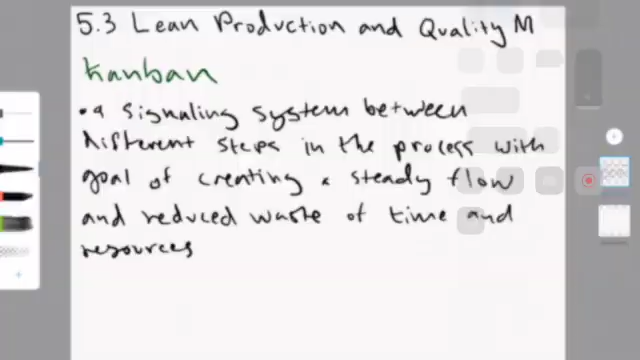 5.3 Lean Production and Quality M
Kanban
• a signaling system between
different steps in the process with
goal of creating a steady flow
and reduced waste of time and
resources